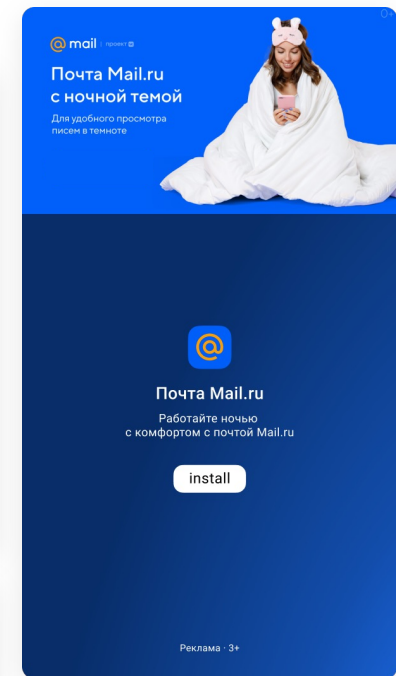 0+
@mail | проект
Почта Mail.ru
с ночной темой
Для удобного просмотра
писем в темноте
Почта Mail.ru
Работайте ночью
с комфортом с почтой Mail.ru
install
Реклама · 3+